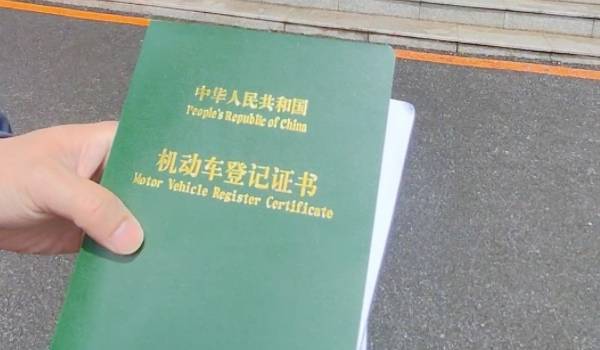 中华人民共和国
People's Republic of China
机动车登记证书
Motor Vehicle Register Certificate